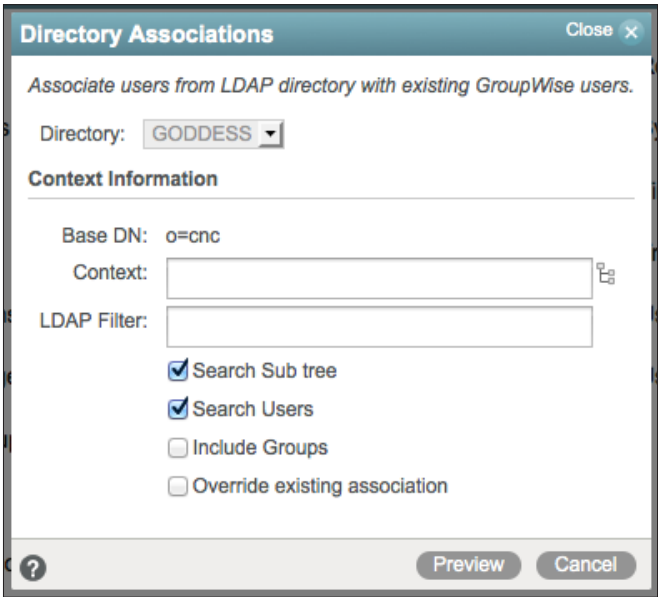 Directory Associations Close x
Associate users from LDAP directory with existing GroupWise users.
Directory: GODDESS
Context Information
Base DN: o=cnc
Context:
LDAP Filter:
Search Sub tree
Search Users
Include Groups
Override existing association
? Preview Cancel